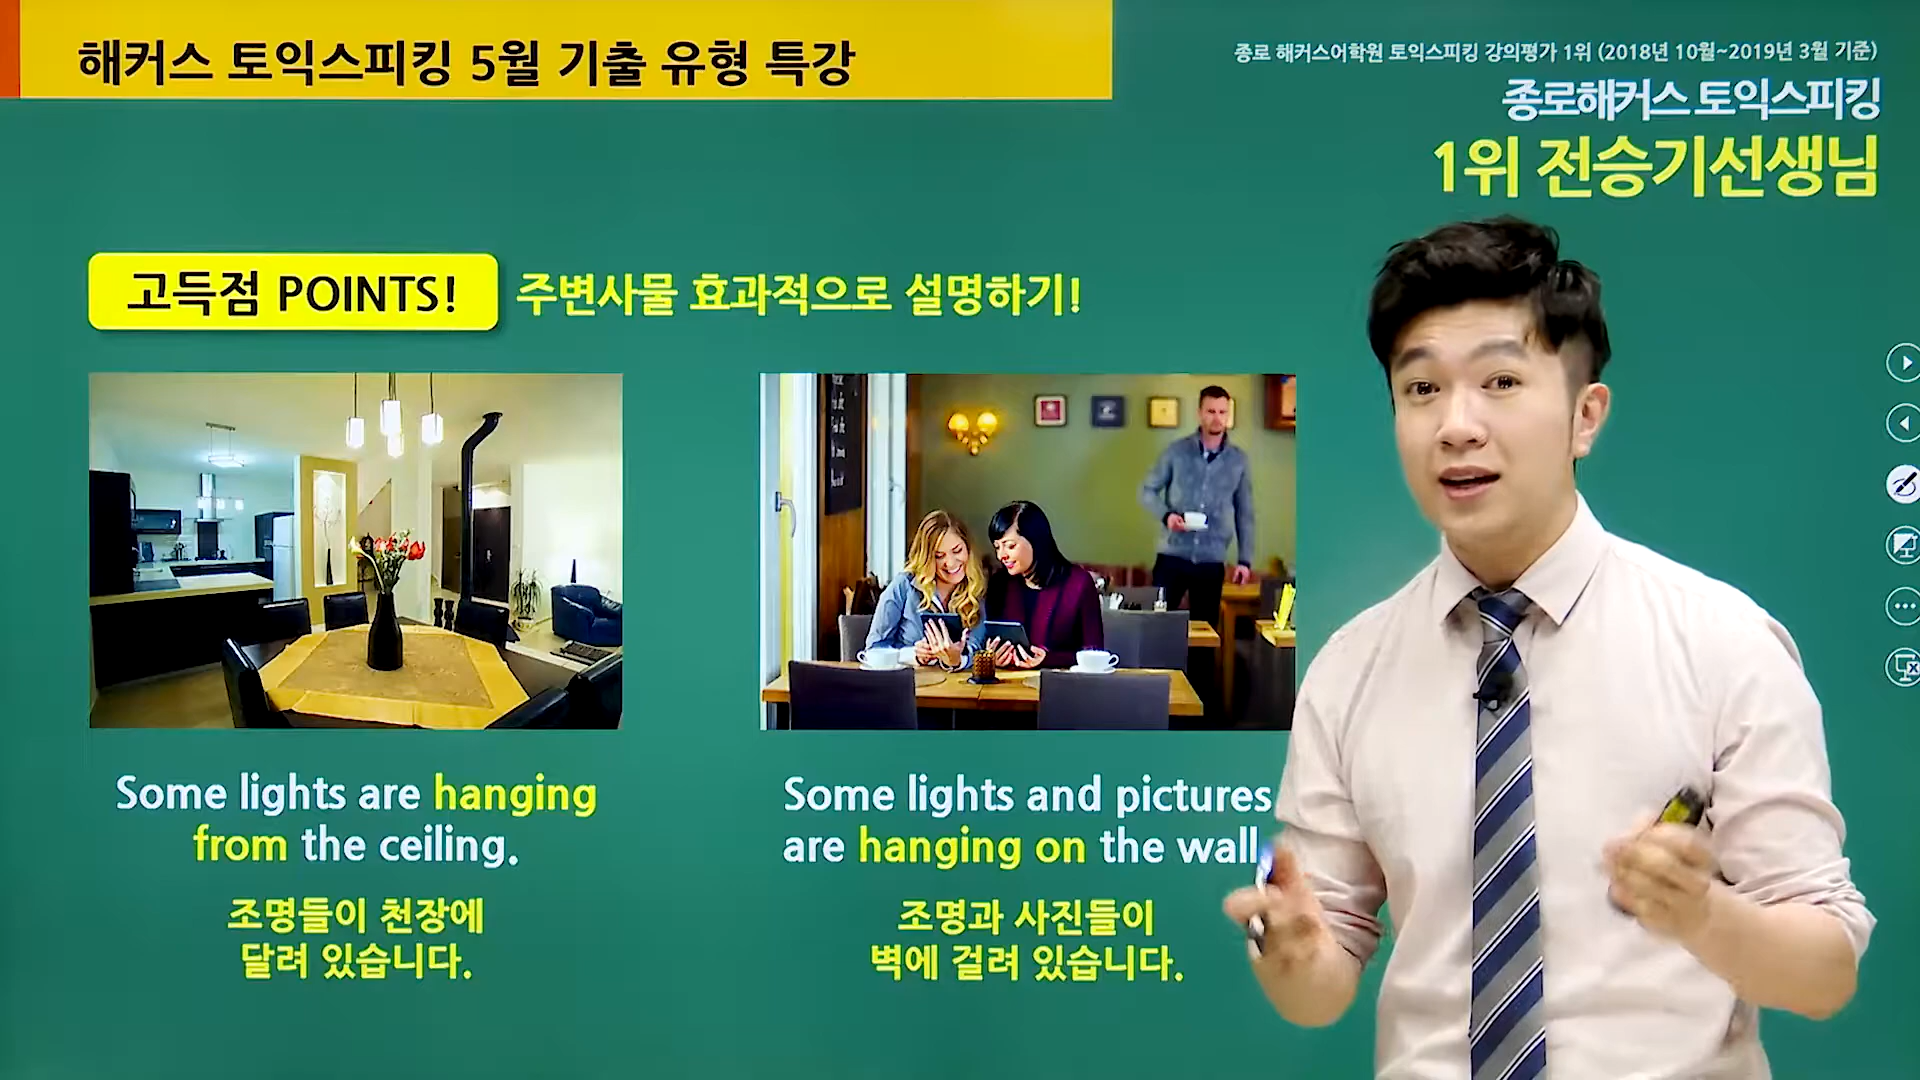 해커스 토익스피킹 5월 기출 유형 특강
종로 해커스어학원 토익스피킹 강의평가 1위 (2018년 10월~2019년 3월 기준)
종로해커스 토익스피킹
1위 전승기선생님
고득점 POINTS!
주변사물 효과적으로 설명하기!
Some lights are hanging
from the ceiling.
조명들이 천장에
달려 있습니다.
Some lights and pictures
are hanging on the wall
조명과 사진들이
벽에 걸려 있습니다.